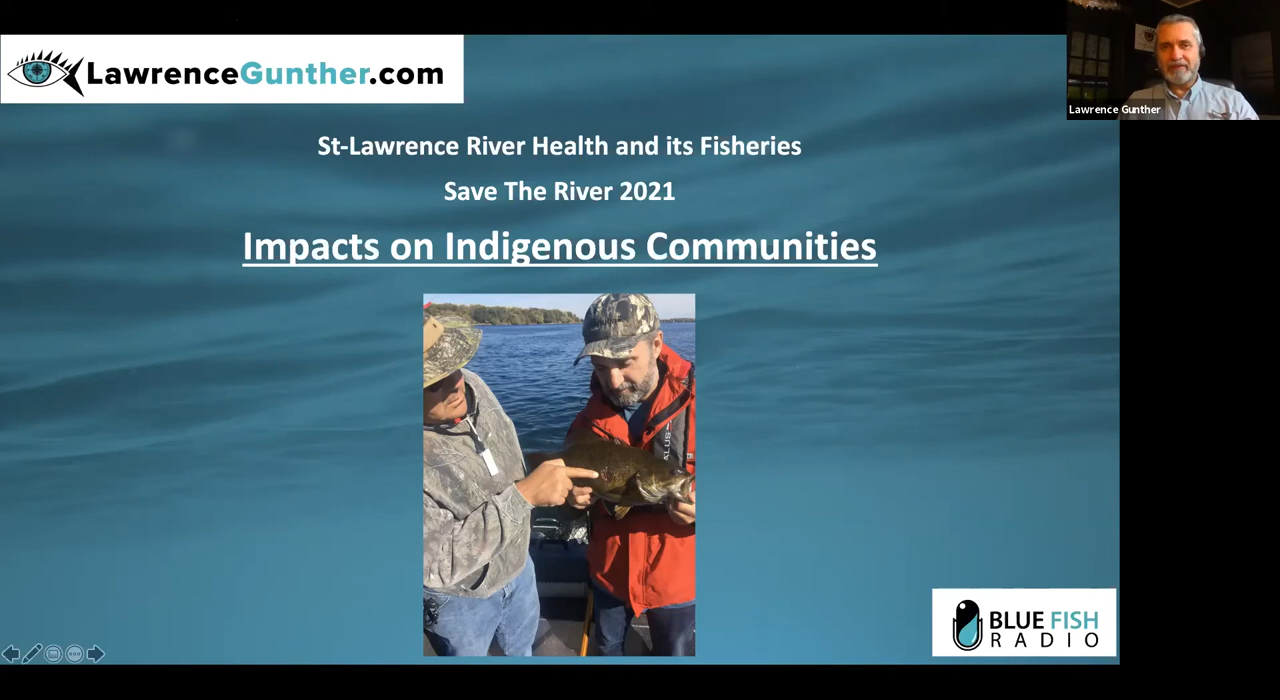 LawrenceGunther.com
Lawrence Gunther
St-Lawrence River Health and its Fisheries
Save The River 2021
Impacts on Indigenous Communities
BLUE FISH
RADIO